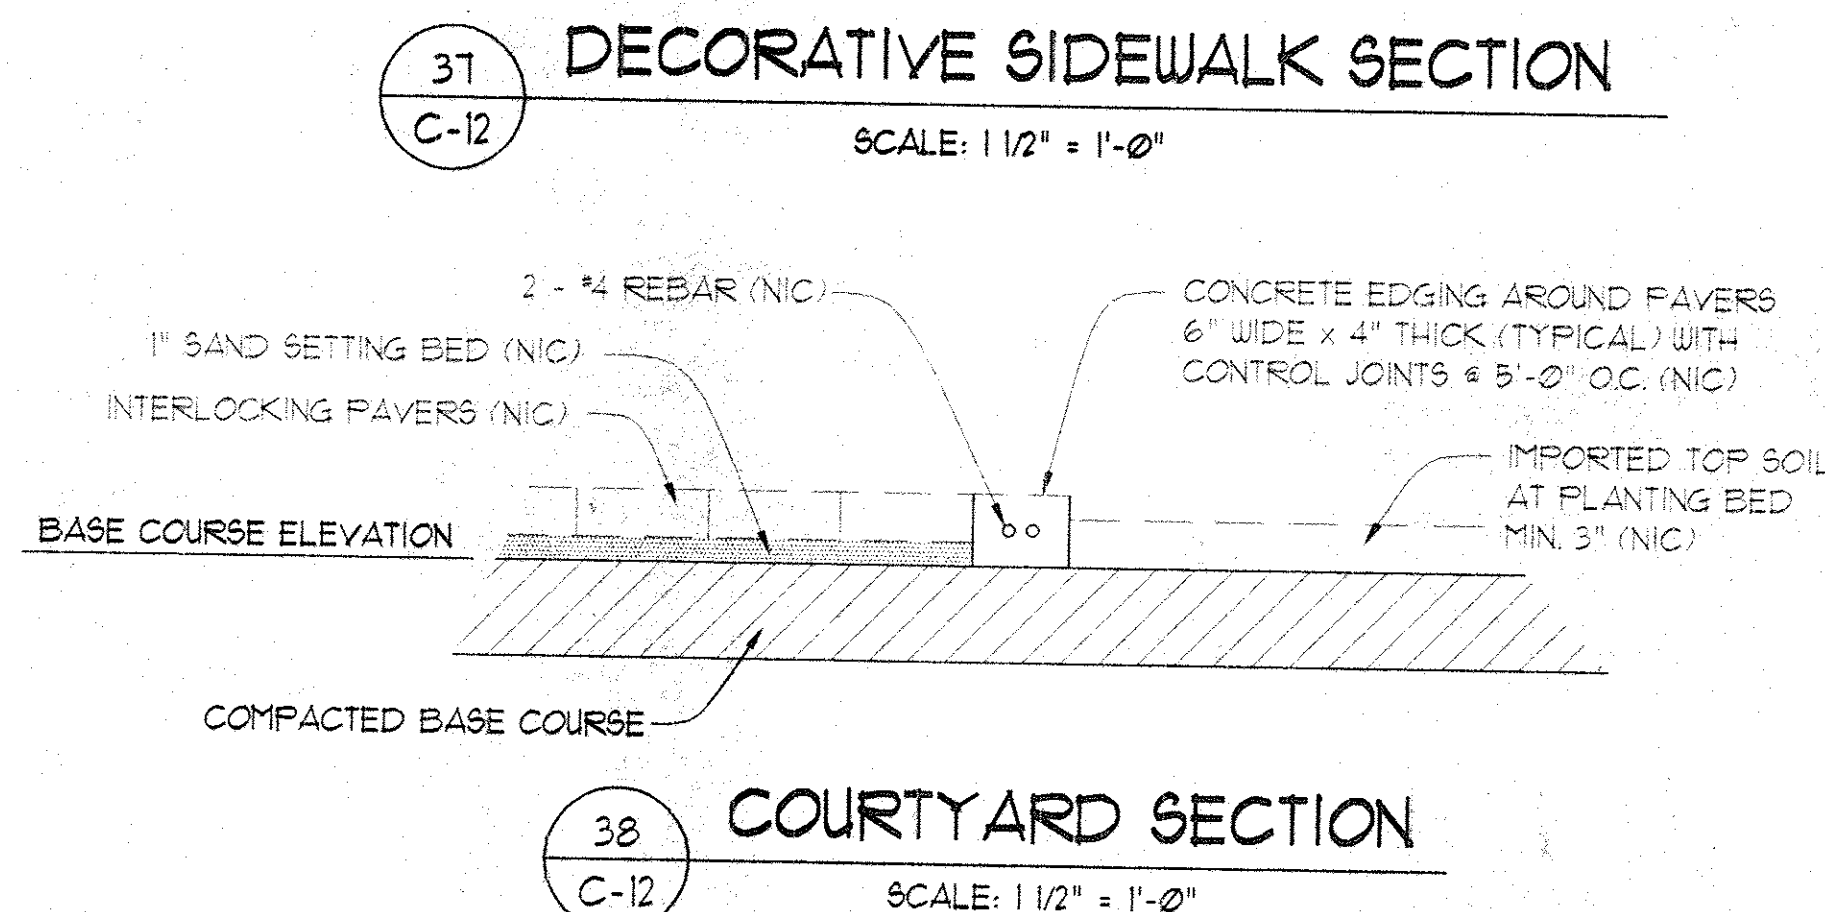 37
C-12
DECORATIVE SIDEWALK SECTION
SCALE: 1 1/2" = 1'-0"
2 - #4 REBAR (NIC)
1" SAND SETTING BED (NIC)
INTERLOCKING PAVERS (NIC)
BASE COURSE ELEVATION
CONCRETE EDGING AROUND PAVERS
6" WIDE x 4" THICK (TYPICAL) WITH
CONTROL JOINTS @ 5'-0" O.C. (NIC)
IMPORTED TOP SOIL
AT PLANTING BED
MIN. 3" (NIC)
COMPACTED BASE COURSE
38
C-12
COURTYARD SECTION
SCALE: 1 1/2" = 1'-0"